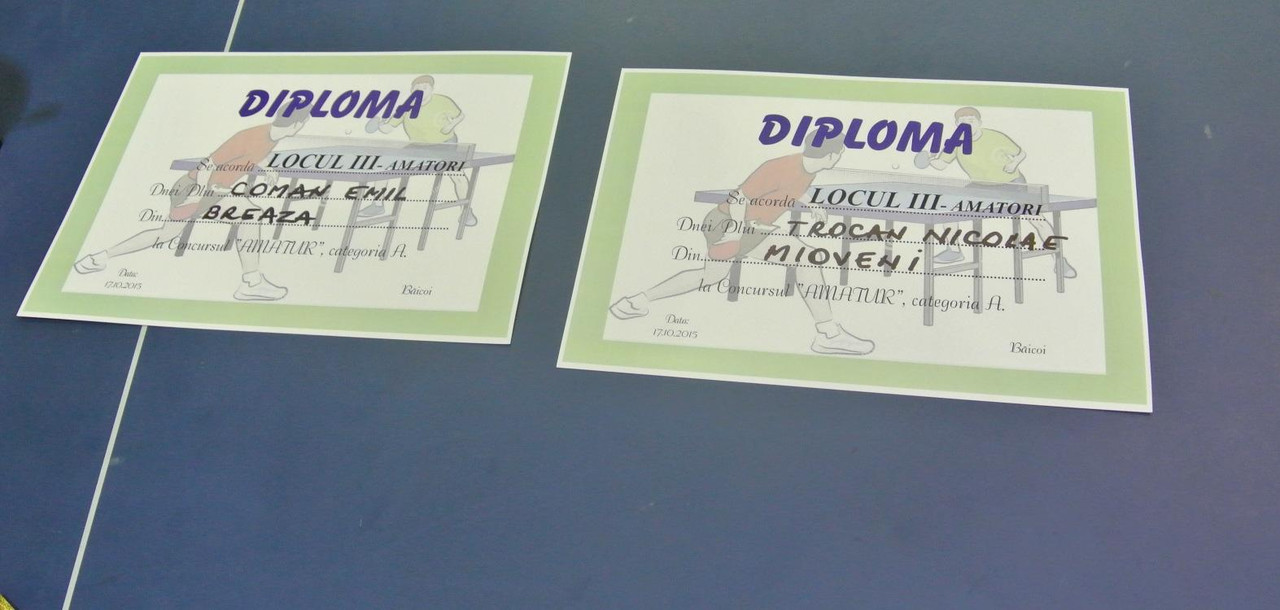 DIPLOMA
Se acordă LOCUL III- AMATORI
Dnei/Dlui COMAN EMIL
Din BREAZA
la Concursul "AMATUR", categoria A.
Data:
17.10.2015
Băicoi
DIPLOMA
Se acordă LOCUL III- AMATORI
Dnei/Dlui TROCAN NICOLAE
Din MIOVENI
la Concursul "AMATUR", categoria A.
Data:
17.10.2015
Băicoi